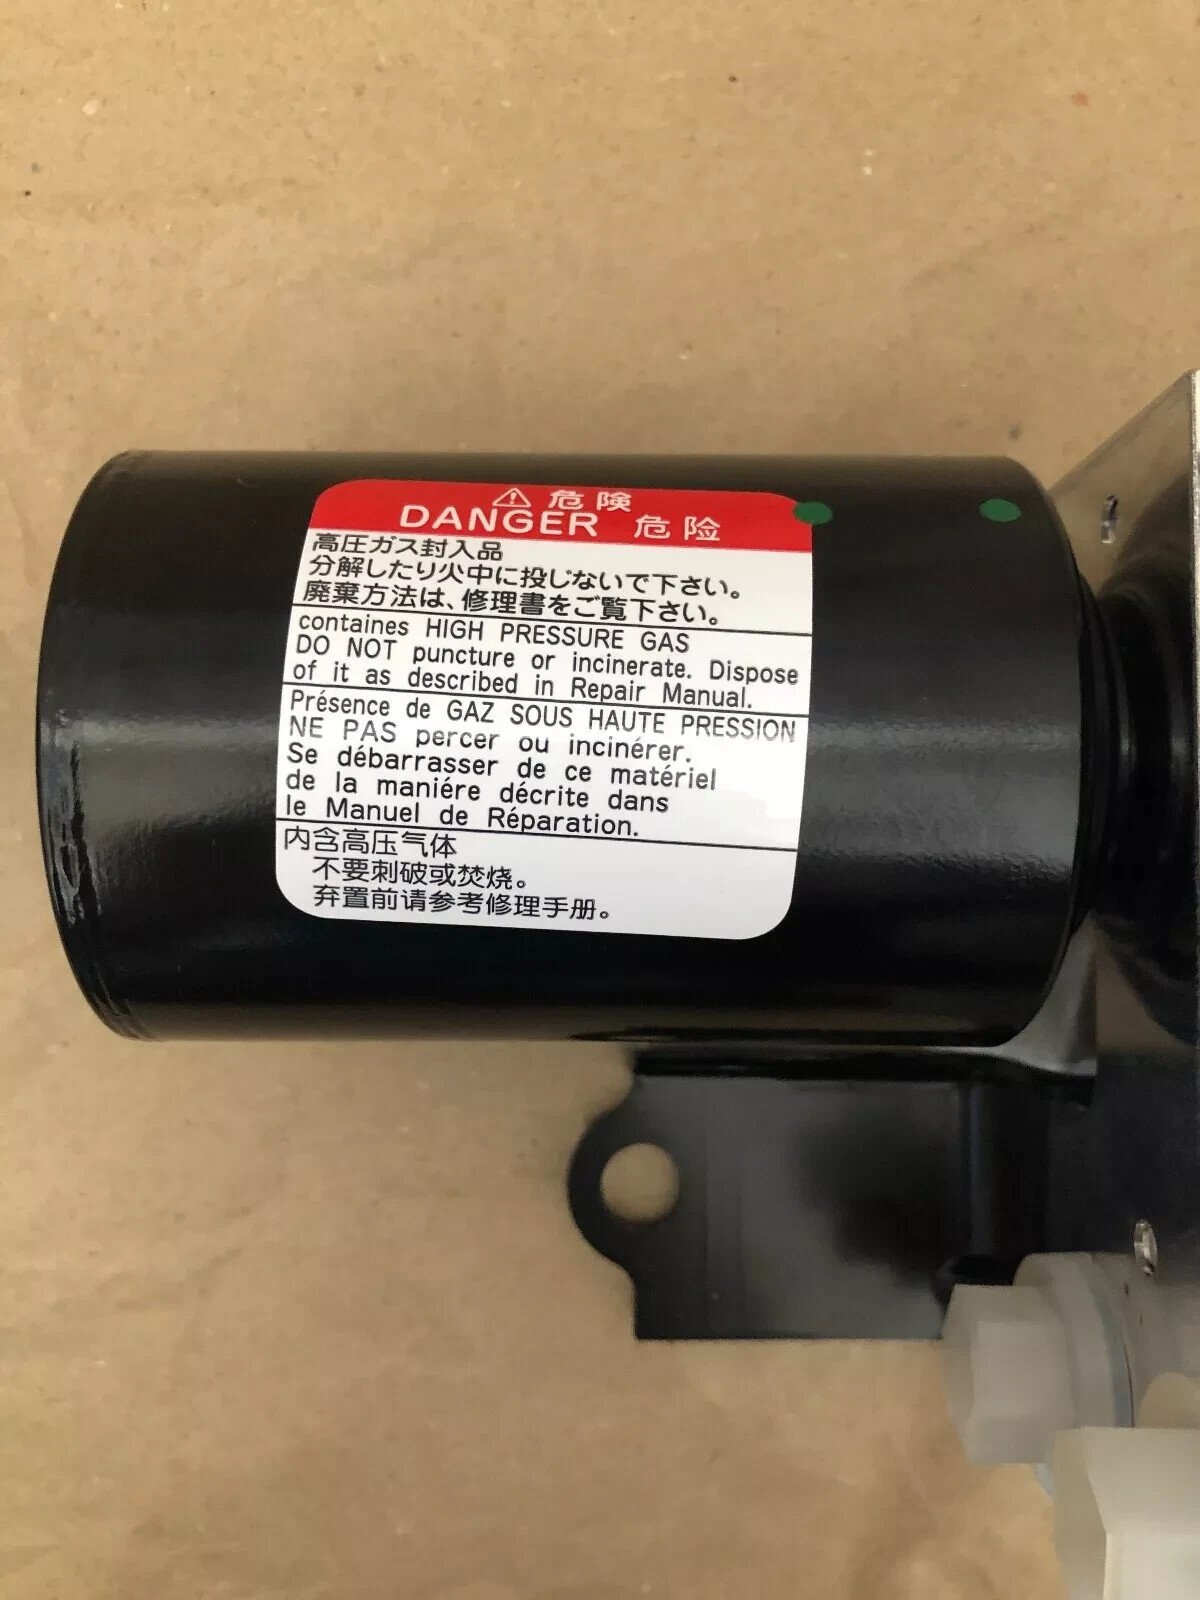 ⚠危険
DANGER 危险
高圧ガス封入品
分解したり火中に投じないで下さい。
廃棄方法は、修理書をご覧下さい。
containes HIGH PRESSURE GAS
DO NOT puncture or incinerate. Dispose
of it as described in Repair Manual.
Présence de GAZ SOUS HAUTE PRESSION
NE PAS percer ou incinérer.
Se débarrasser de ce matériel
de la maniére décrite dans
le Manuel de Réparation.
内含高压气体
不要刺破或焚烧。
弃置前请参考修理手册。